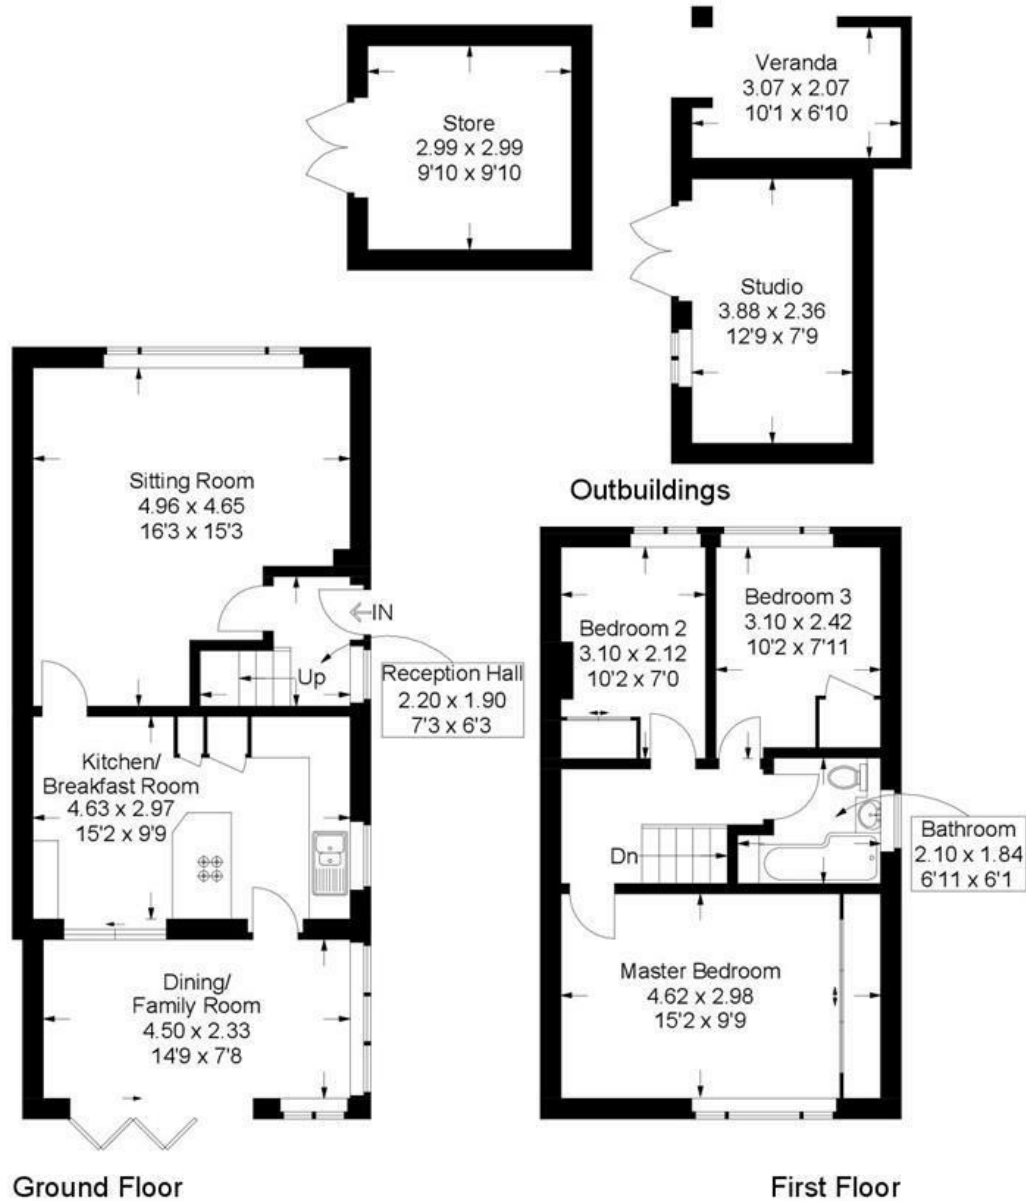 Store
2.99 x 2.99
9'10 x 9'10
Veranda
3.07 x 2.07
10'1 x 6'10
Studio
3.88 x 2.36
12'9 x 7'9
Outbuildings
Sitting Room
4.96 x 4.65
16'3 x 15'3
IN
Up
Reception Hall
2.20 x 1.90
7'3 x 6'3
Kitchen/
Breakfast Room
4.63 x 2.97
15'2 x 9'9
Dining/
Family Room
4.50 x 2.33
14'9 x 7'8
Ground Floor
Bedroom 2
3.10 x 2.12
10'2 x 7'0
Bedroom 3
3.10 x 2.42
10'2 x 7'11
Dn
Bathroom
2.10 x 1.84
6'11 x 6'1
Master Bedroom
4.62 x 2.98
15'2 x 9'9
First Floor